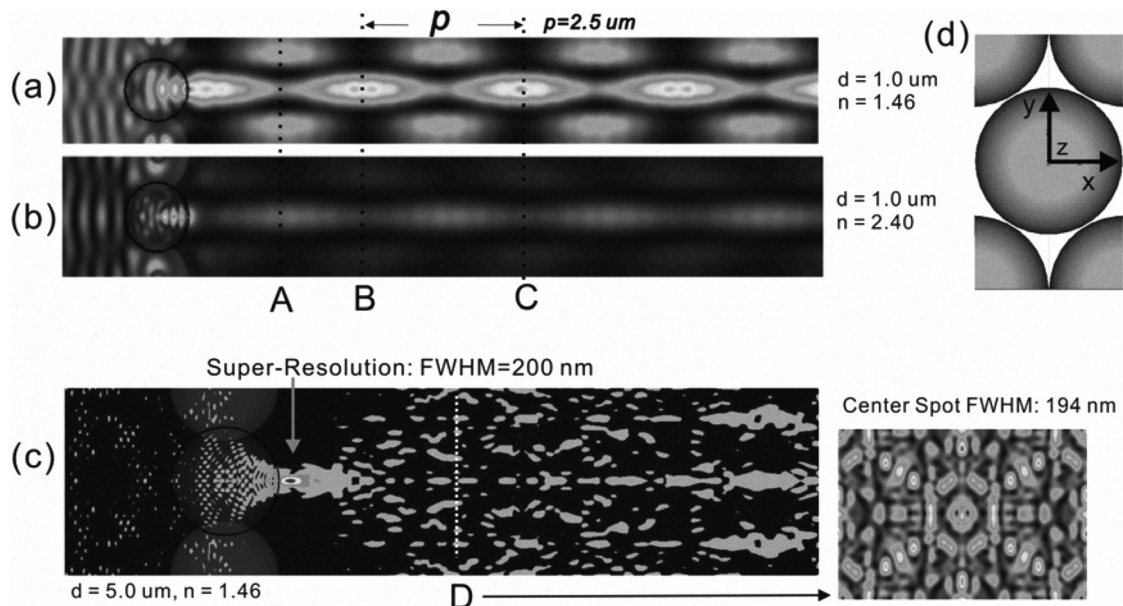 p p=2.5 um
(a)
d = 1.0 um
n = 1.46
(d)
y
z
x
(b)
d = 1.0 um
n = 2.40
A B C
Super-Resolution: FWHM=200 nm
Center Spot FWHM: 194 nm
(c)
d = 5.0 um, n = 1.46
D